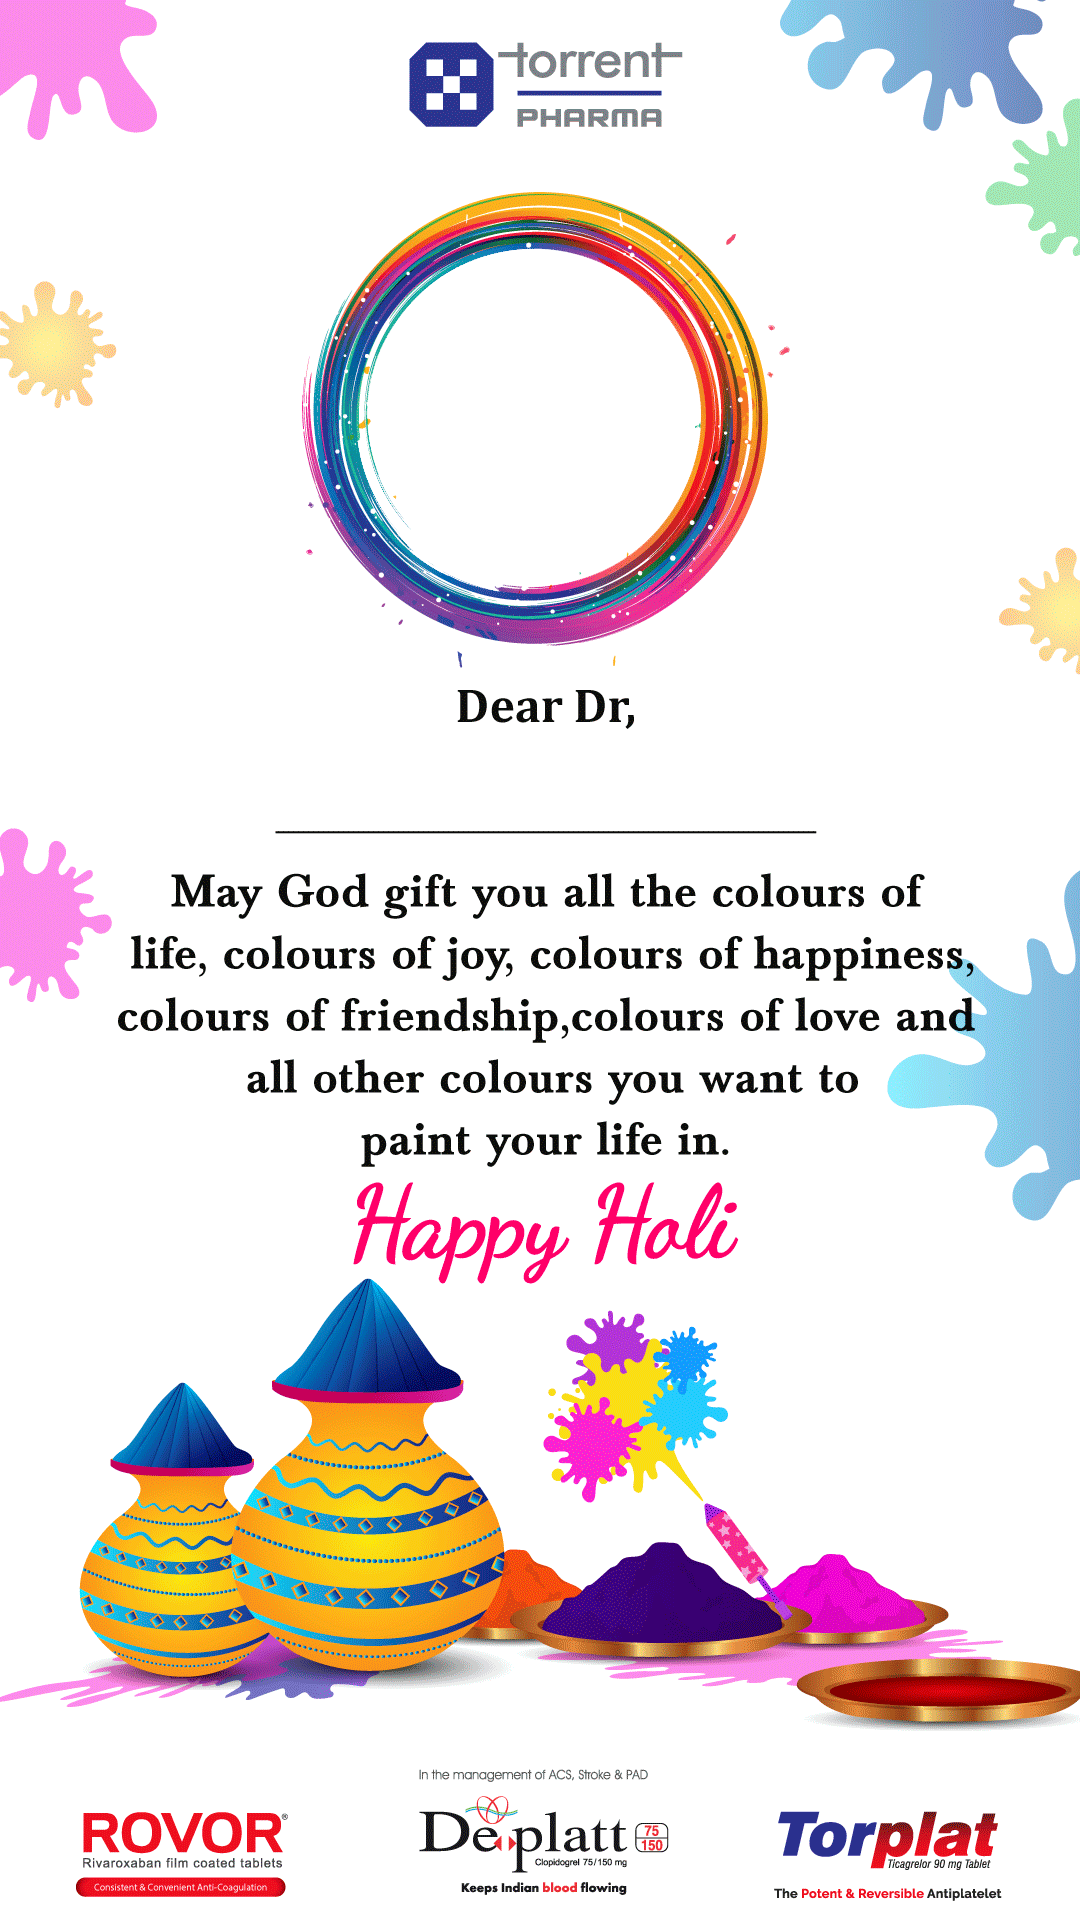 torrent
PHARMA
Dear Dr,
May God gift you all the colours of
life, colours of joy, colours of happiness,
colours of friendship,colours of love and
all other colours you want to
paint your life in.
Happy Holi
In the management of ACS, Stroke & PAD
ROVOR®
Rivaroxaban film coated tablets
Consistent & Convenient Anti-Coagulation
Deplatt 75 150
Clopidogrel 75/150 mg
Keeps Indian blood flowing
Torplat
Ticagrelor 90 mg Tablet
The Potent & Reversible Antiplatelet